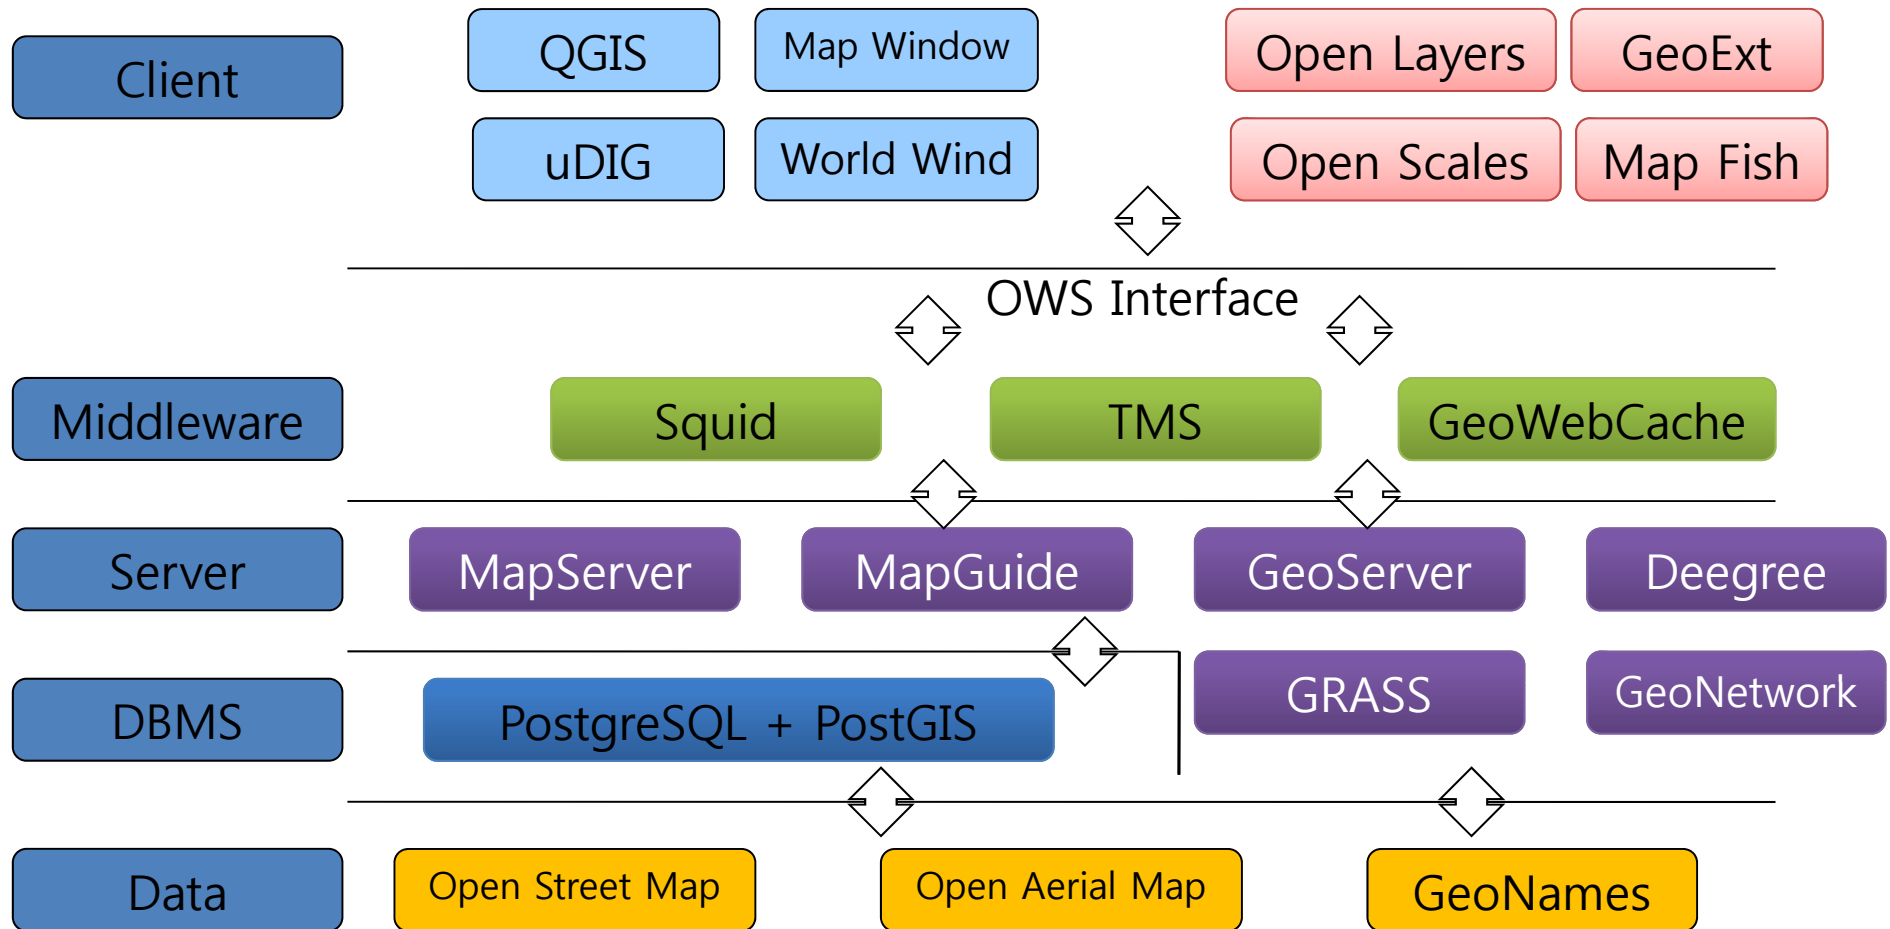 Client
QGIS
Map Window
Open Layers
GeoExt
uDIG
World Wind
Open Scales
Map Fish
OWS Interface
Middleware
Squid
TMS
GeoWebCache
Server
MapServer
MapGuide
GeoServer
Deegree
DBMS
PostgreSQL + PostGIS
GRASS
GeoNetwork
Data
Open Street Map
Open Aerial Map
GeoNames